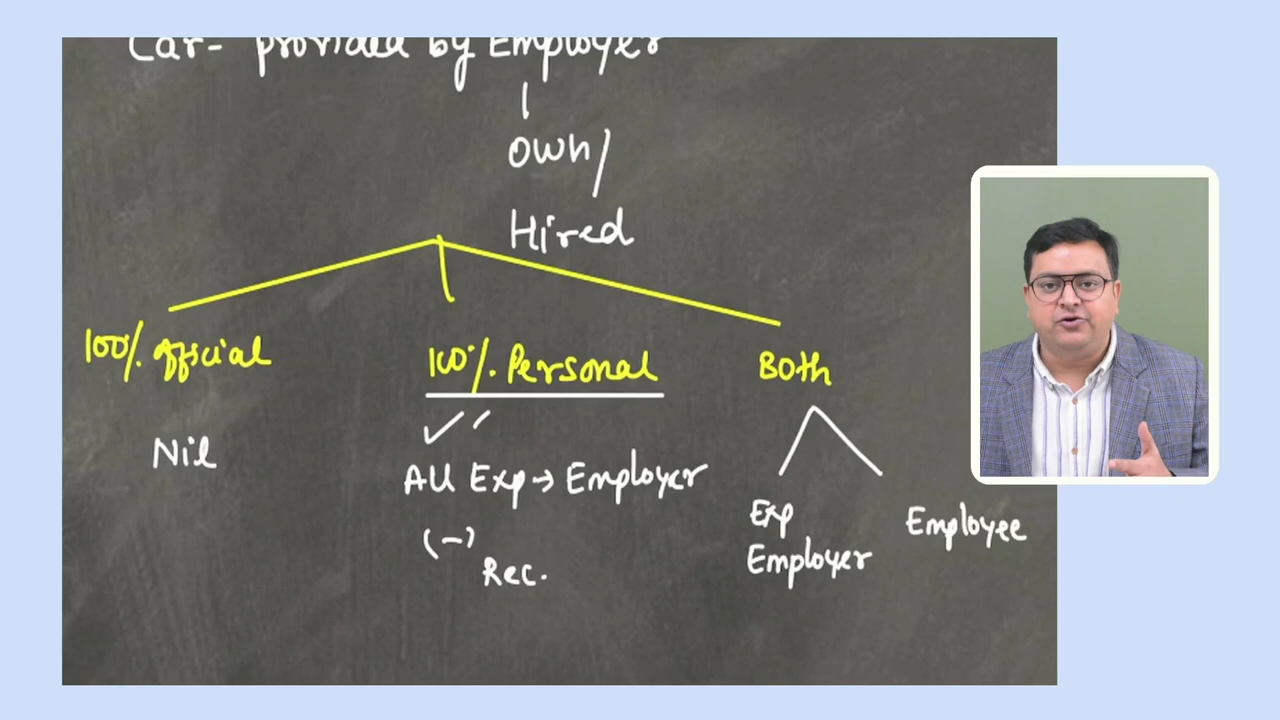 Car- provided by Employer
own/
Hired
100% official
100% Personal
Both
Nil
All Exp → Employer
(-)
Rec.
Exp
Employer
Employee